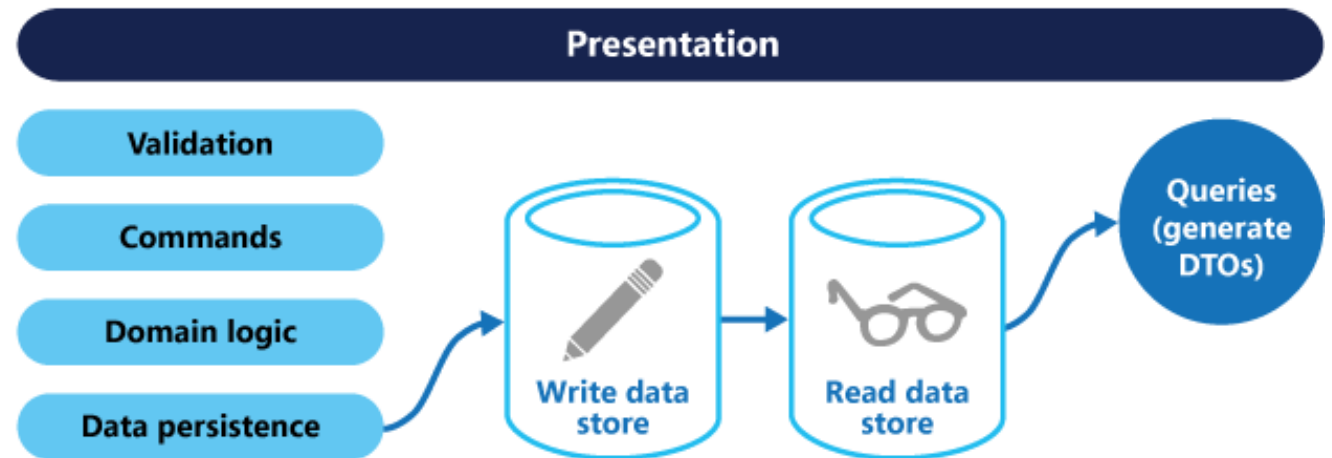 Presentation
Validation
Commands
Domain logic
Data persistence
Write data
store
Read data
store
Queries
(generate
DTOs)